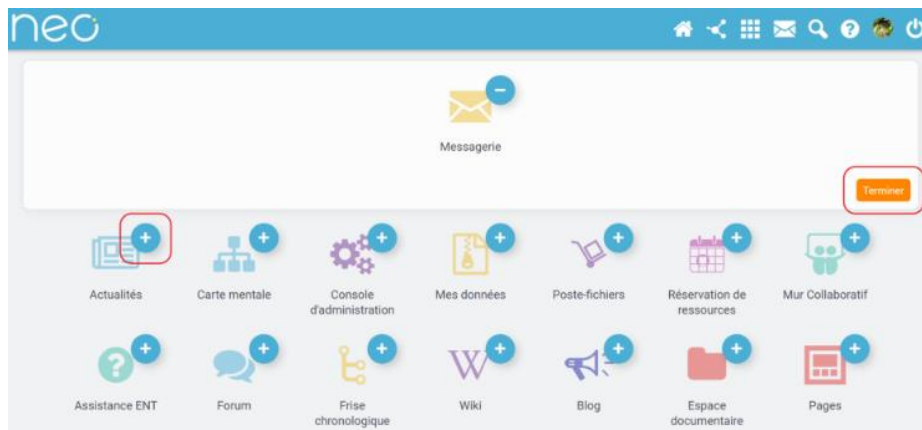 neo
Messagerie
Terminer
Actualités
Carte mentale
Console
d'administration
Mes données
Poste-fichiers
Réservation de
ressources
Mur Collaboratif
Assistance ENT
Forum
Frise
chronologique
Wiki
Blog
Espace
documentaire
Pages